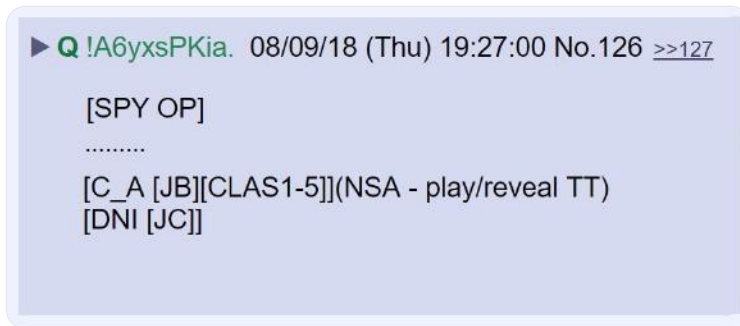 ▶ Q !A6yxsPKia. 08/09/18 (Thu) 19:27:00 No.126 >>127
[SPY OP]
.........
[C_A [JB][CLAS1-5]](NSA - play/reveal TT)
[DNI [JC]]